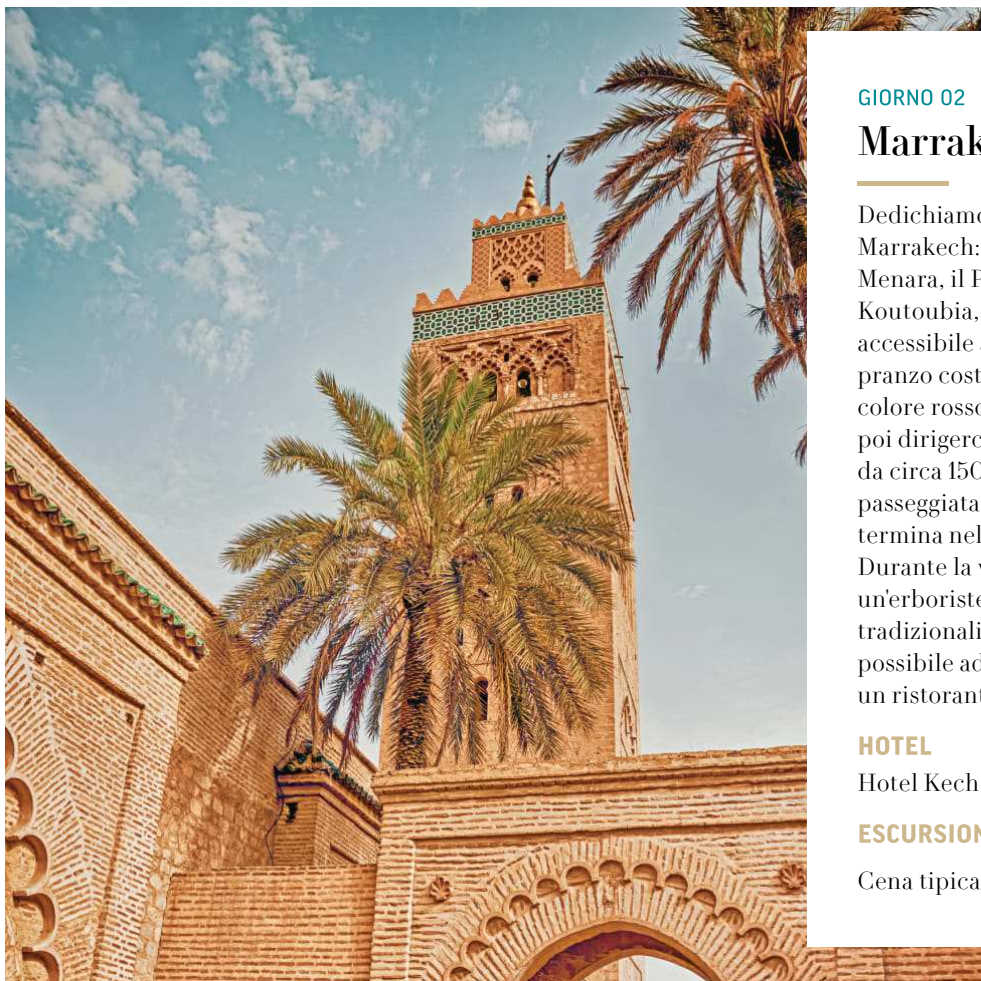 GIORNO 02
Marrak
Dedichiamo
Marrakech:
Menara, il P
Koutoubia,
accessibile
pranzo cost
colore rosso
poi dirigerc
da circa 150
passeggiata
termina nel
Durante la
un'erboriste
tradizionali
possibile ad
un ristorant
HOTEL
Hotel Kech
ESCURSION
Cena tipica